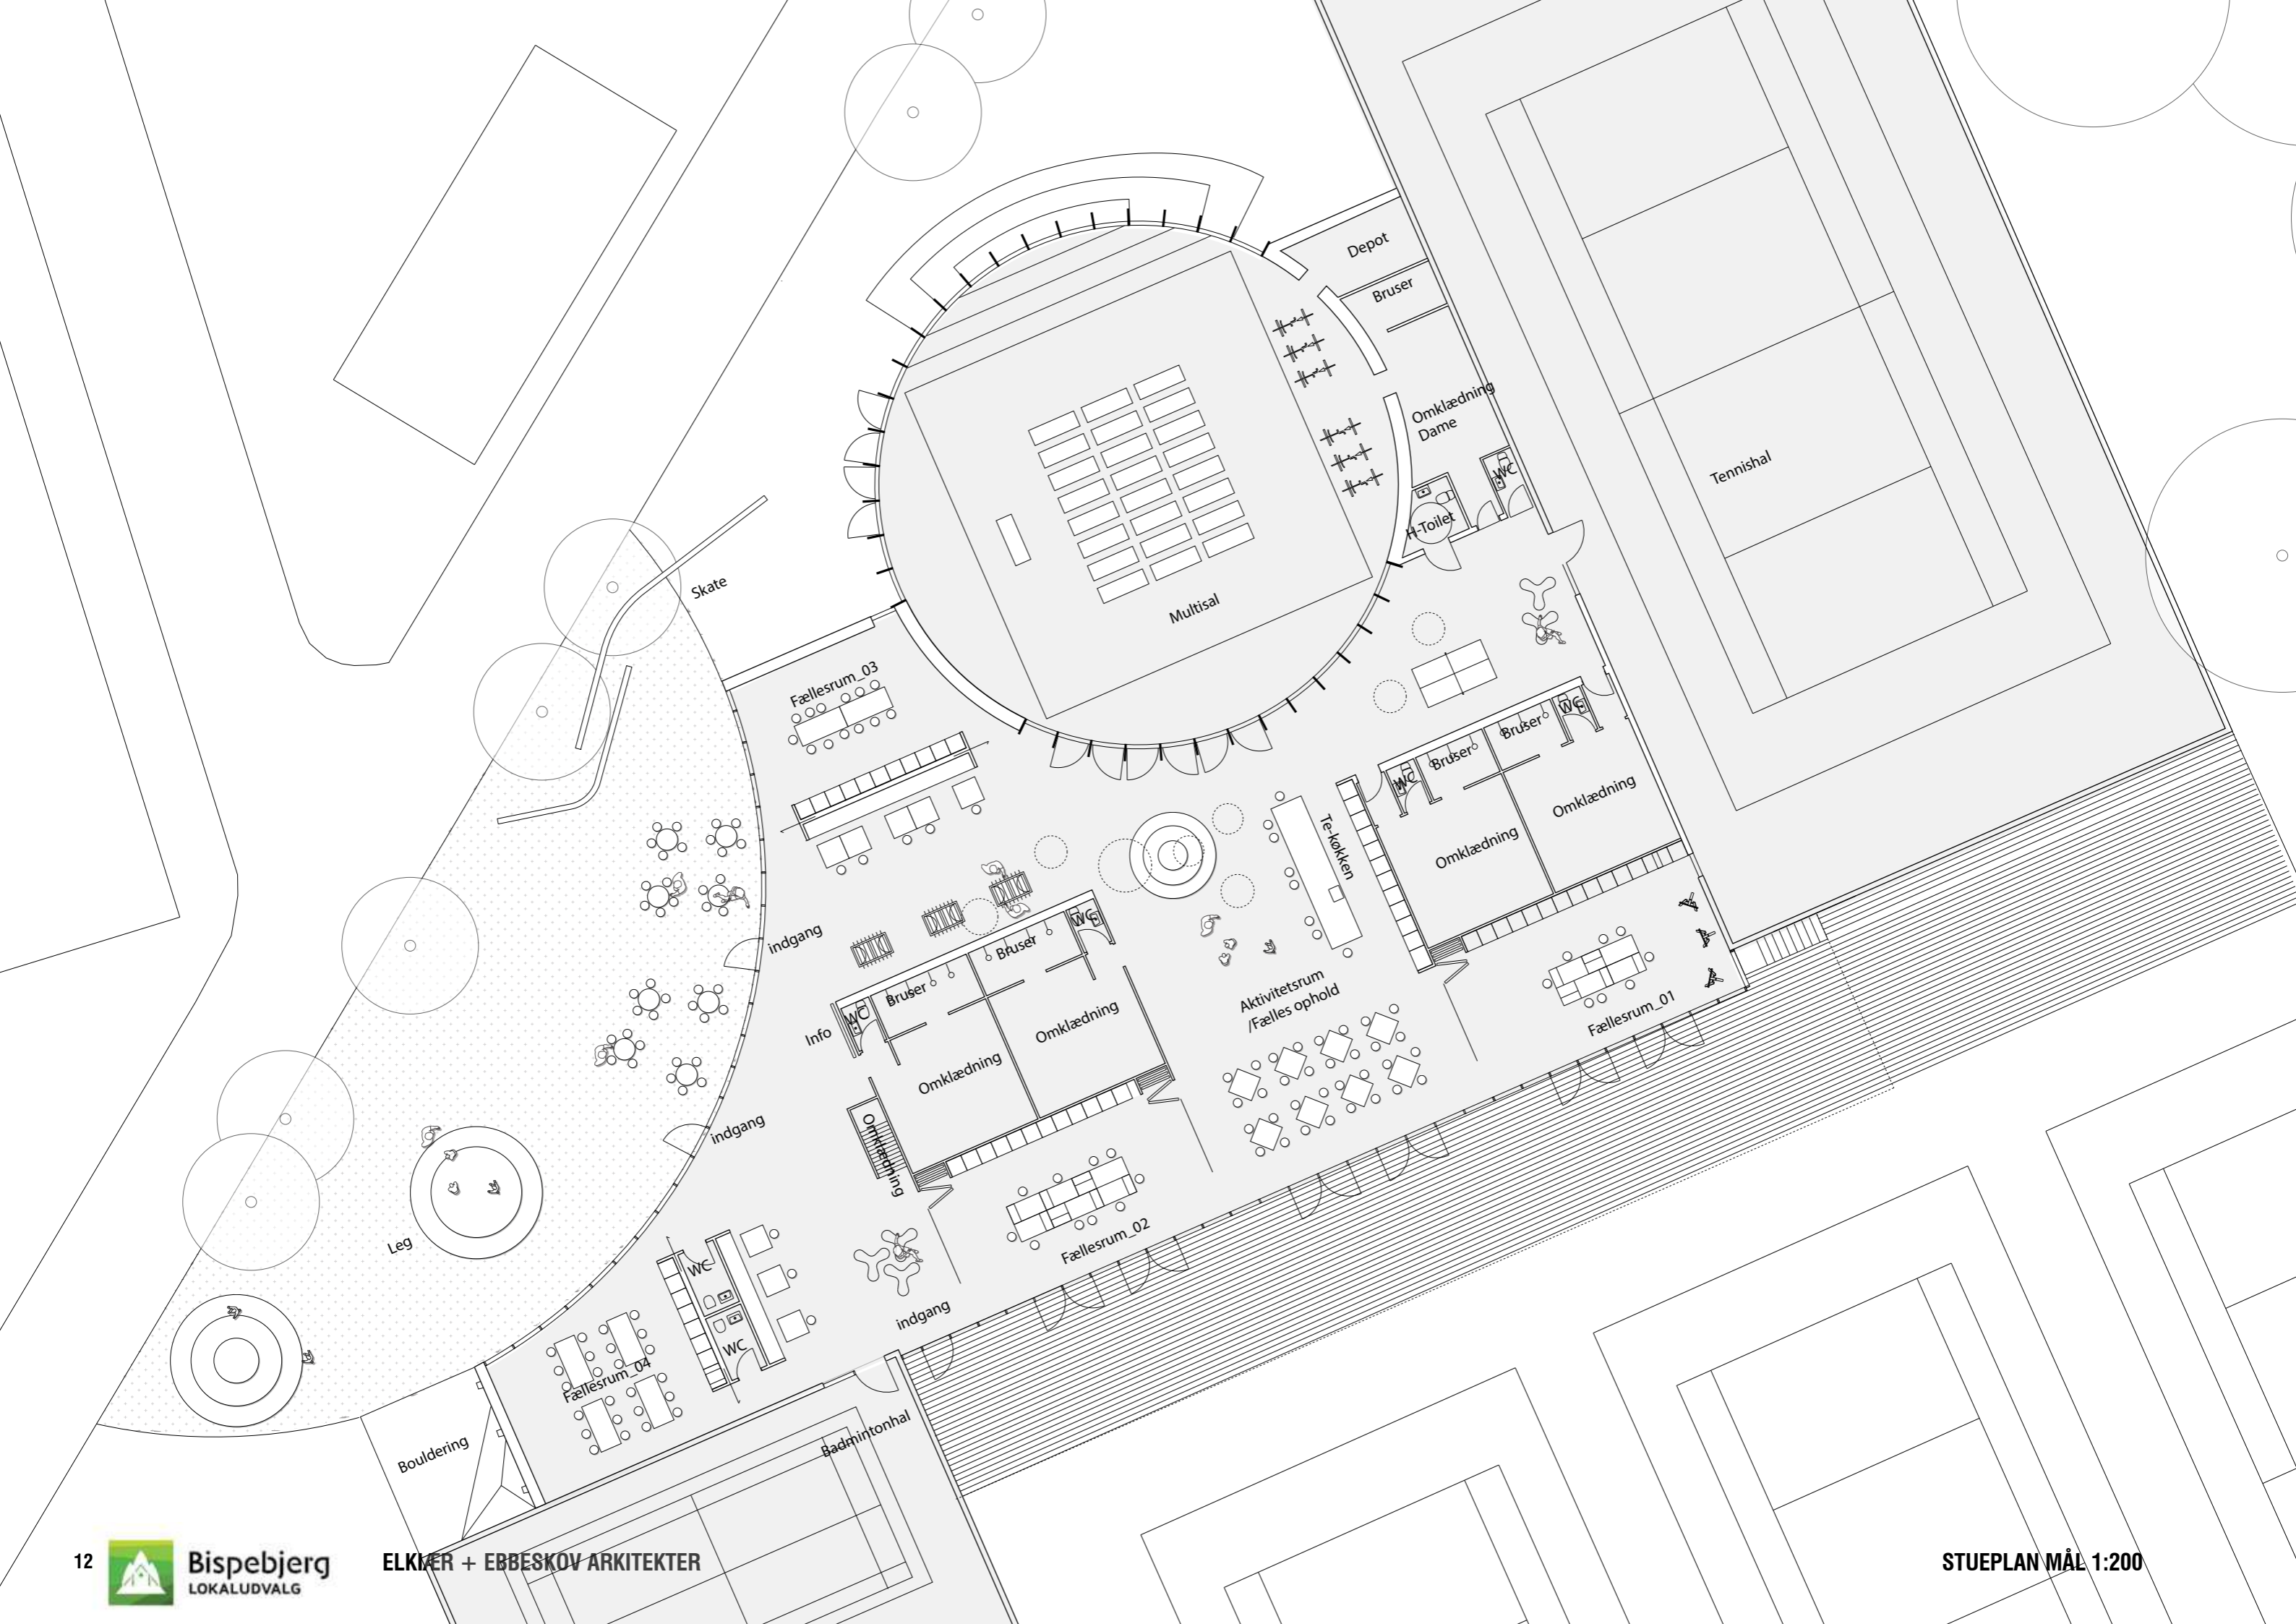 Depot
Bruser
Omklædning
Dame
WC
H-Toilet
Tennishal
Skate
Multisal
Fællesrum_03
WC
Bruser
Bruser
WC
Omklædning
Omklædning
Te-køkken
indgang
WC
Bruser
Bruser
WC
Info
Omklædning
Omklædning
Aktivitetsrum
/Fælles ophold
Fællesrum_01
indgang
Omklædning
Fællesrum_02
Leg
WC
WC
indgang
Fællesrum_04
Bouldering
Badmintonhal
12
Bispebjerg
LOKALUDVALG
ELKIÆR + EBBESKOV ARKITEKTER
STUEPLAN MÅL 1:200